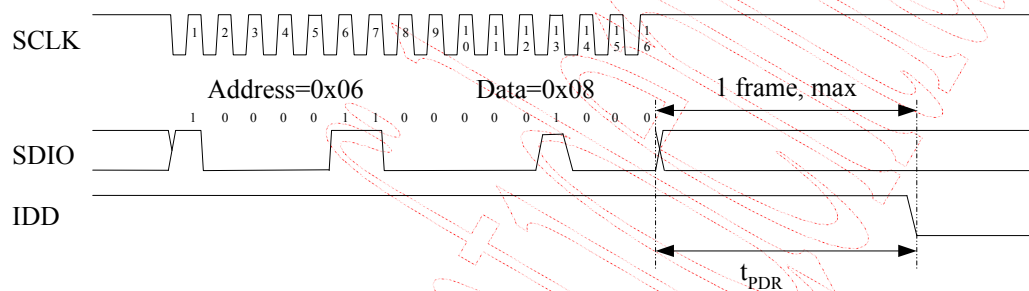 SCLK 1 2 3 4 5 6 7 8 9 10 11 12 13 14 15 16
Address=0x06 Data=0x08 1 frame, max
1 0 0 0 0 1 1 0 0 0 0 0 1 0 0 0
SDIO
IDD
tPDR